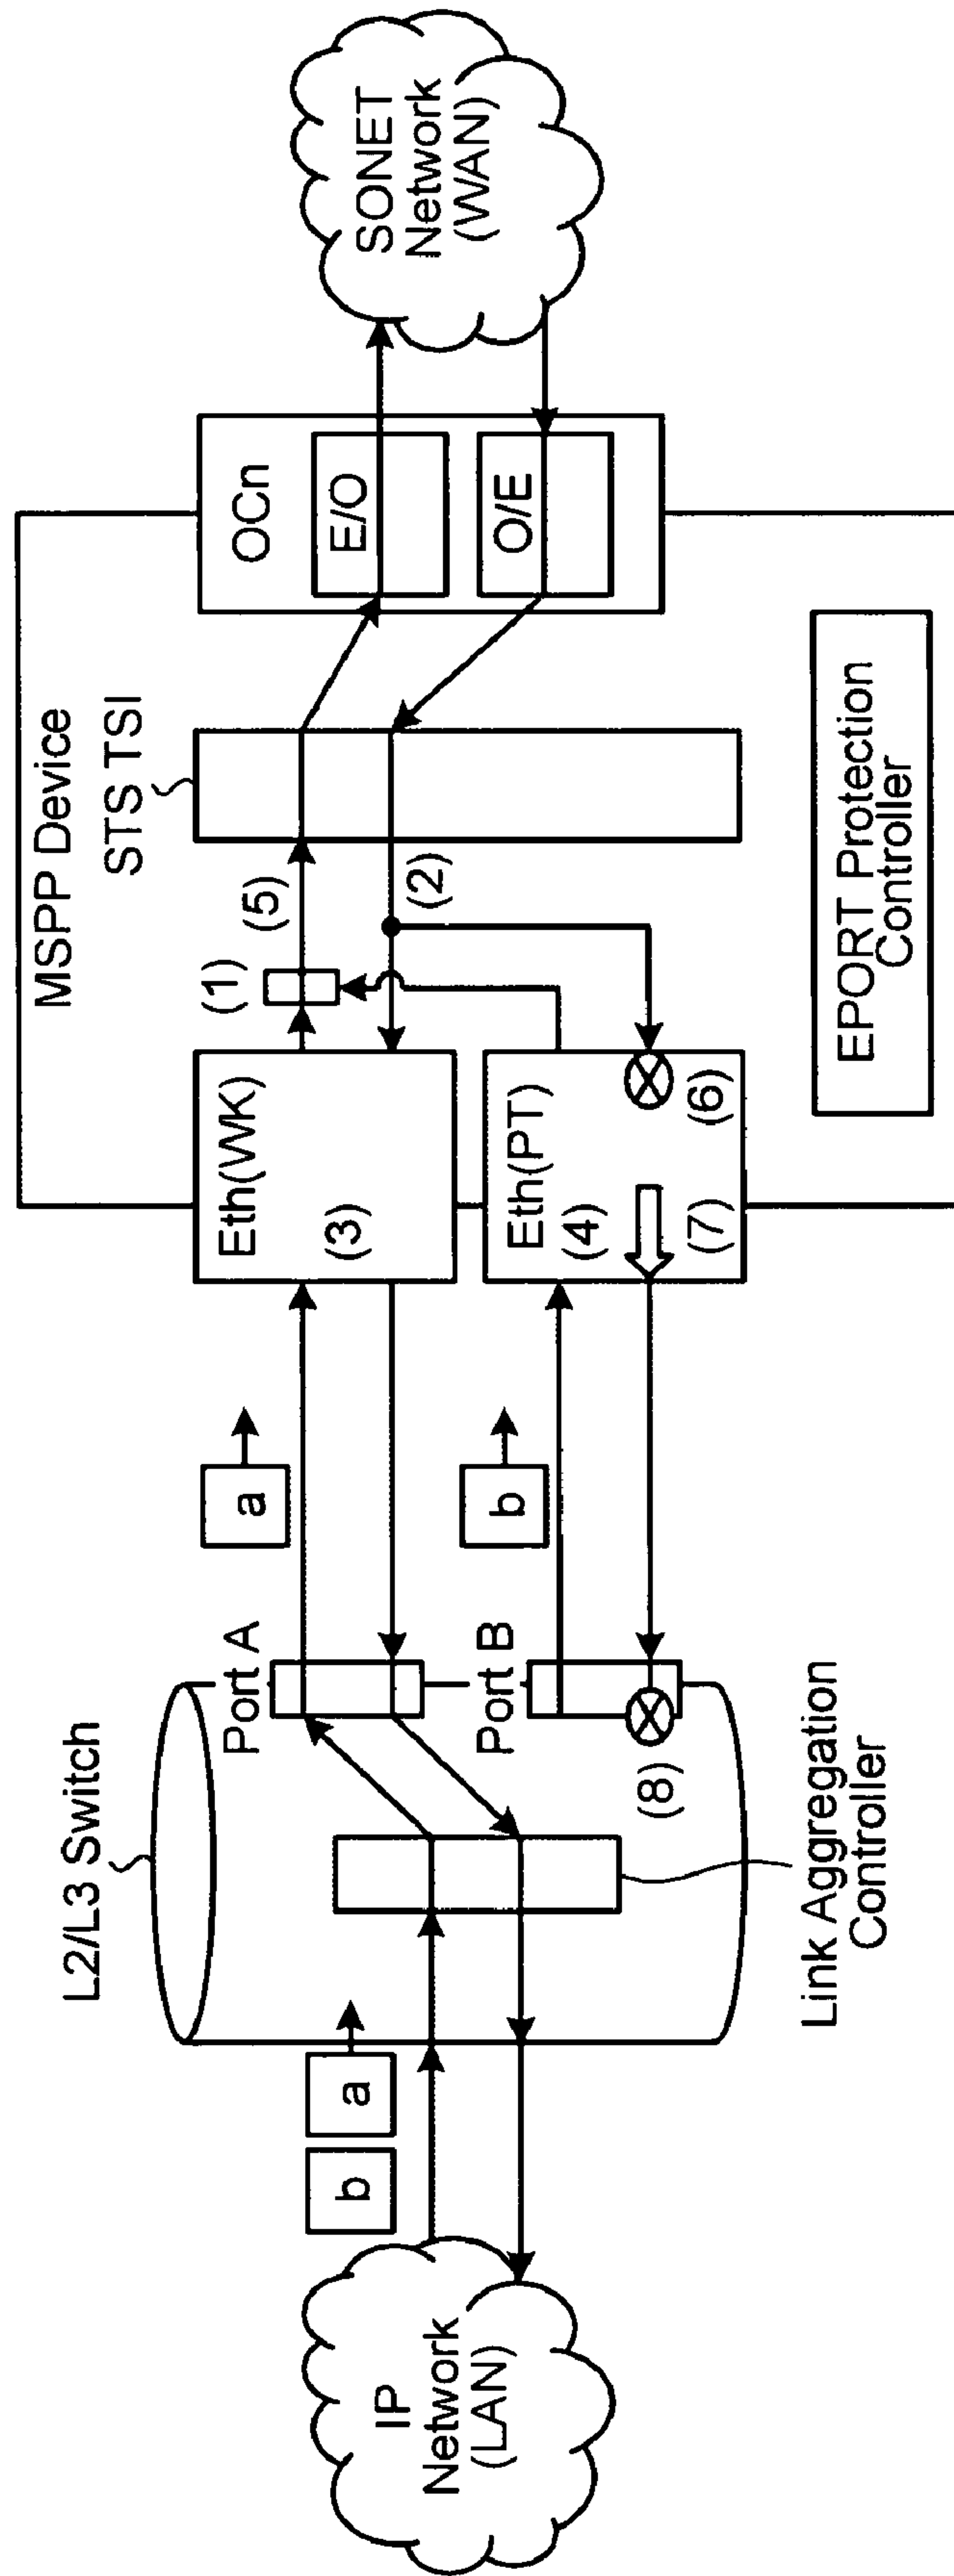 MSPP Device
STS TSI
L2/L3 Switch
OCn
E/O
O/E
SONET
Network
(WAN)
(1)
(5)
(2)
Eth(WK)
(3)
Eth(PT)
(4)
(6)
(7)
EPORT Protection
Controller
a
b
Port A
Port B
(8)
Link Aggregation
Controller
b
a
IP
Network
(LAN)